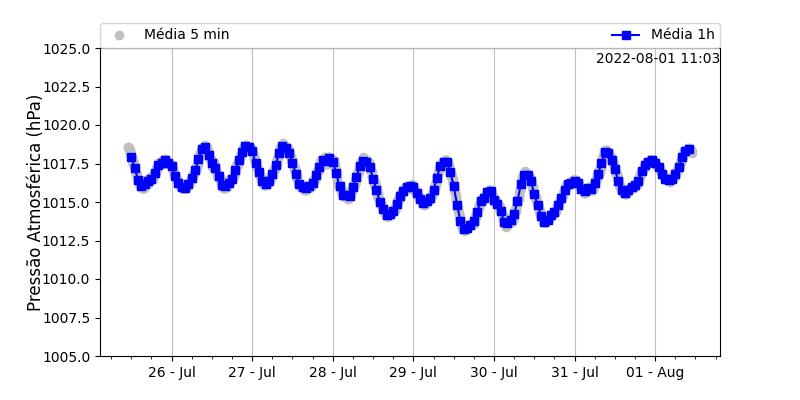 Média 5 min
Média 1h
2022-08-01 11:03
Pressão Atmosférica (hPa)
1025.0
1022.5
1020.0
1017.5
1015.0
1012.5
1010.0
1007.5
1005.0
26 - Jul
27 - Jul
28 - Jul
29 - Jul
30 - Jul
31 - Jul
01 - Aug